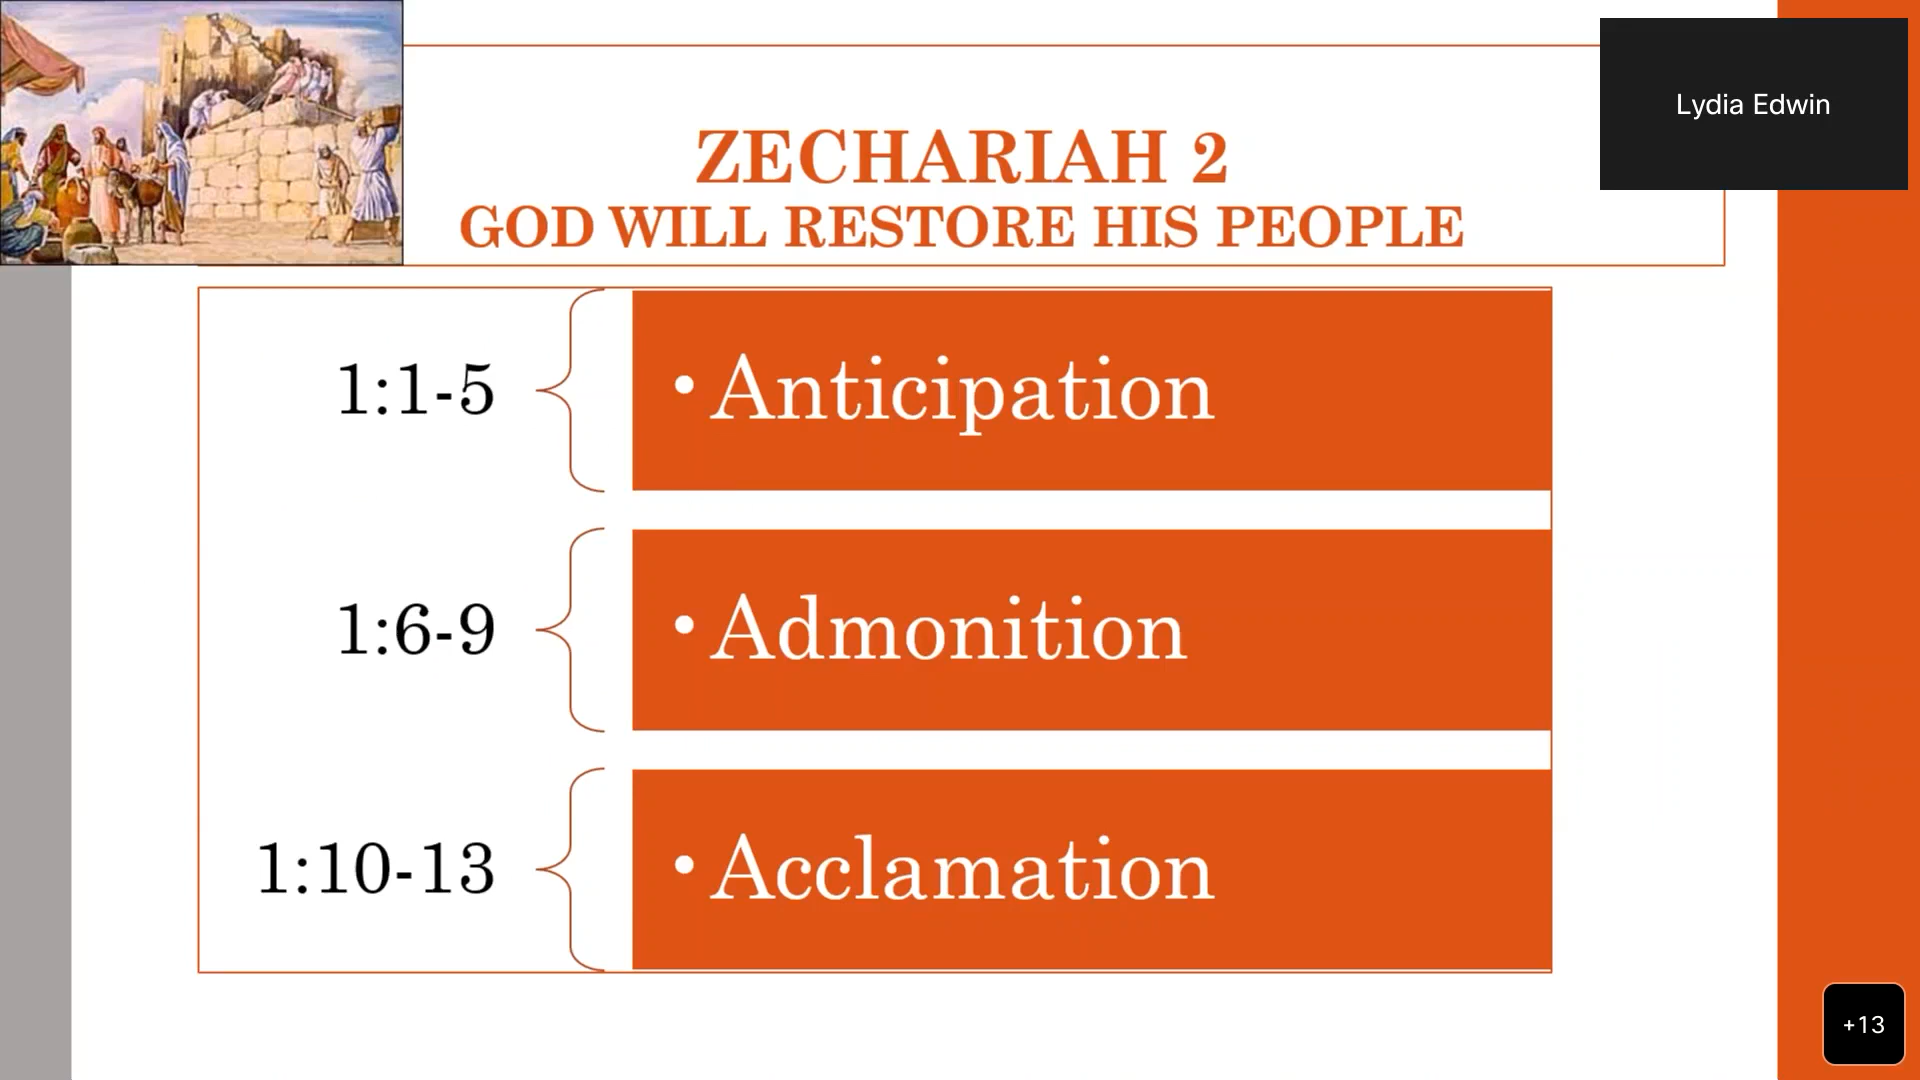 Lydia Edwin
ZECHARIAH 2
GOD WILL RESTORE HIS PEOPLE
1:1-5
• Anticipation
1:6-9
• Admonition
1:10-13
• Acclamation
+13